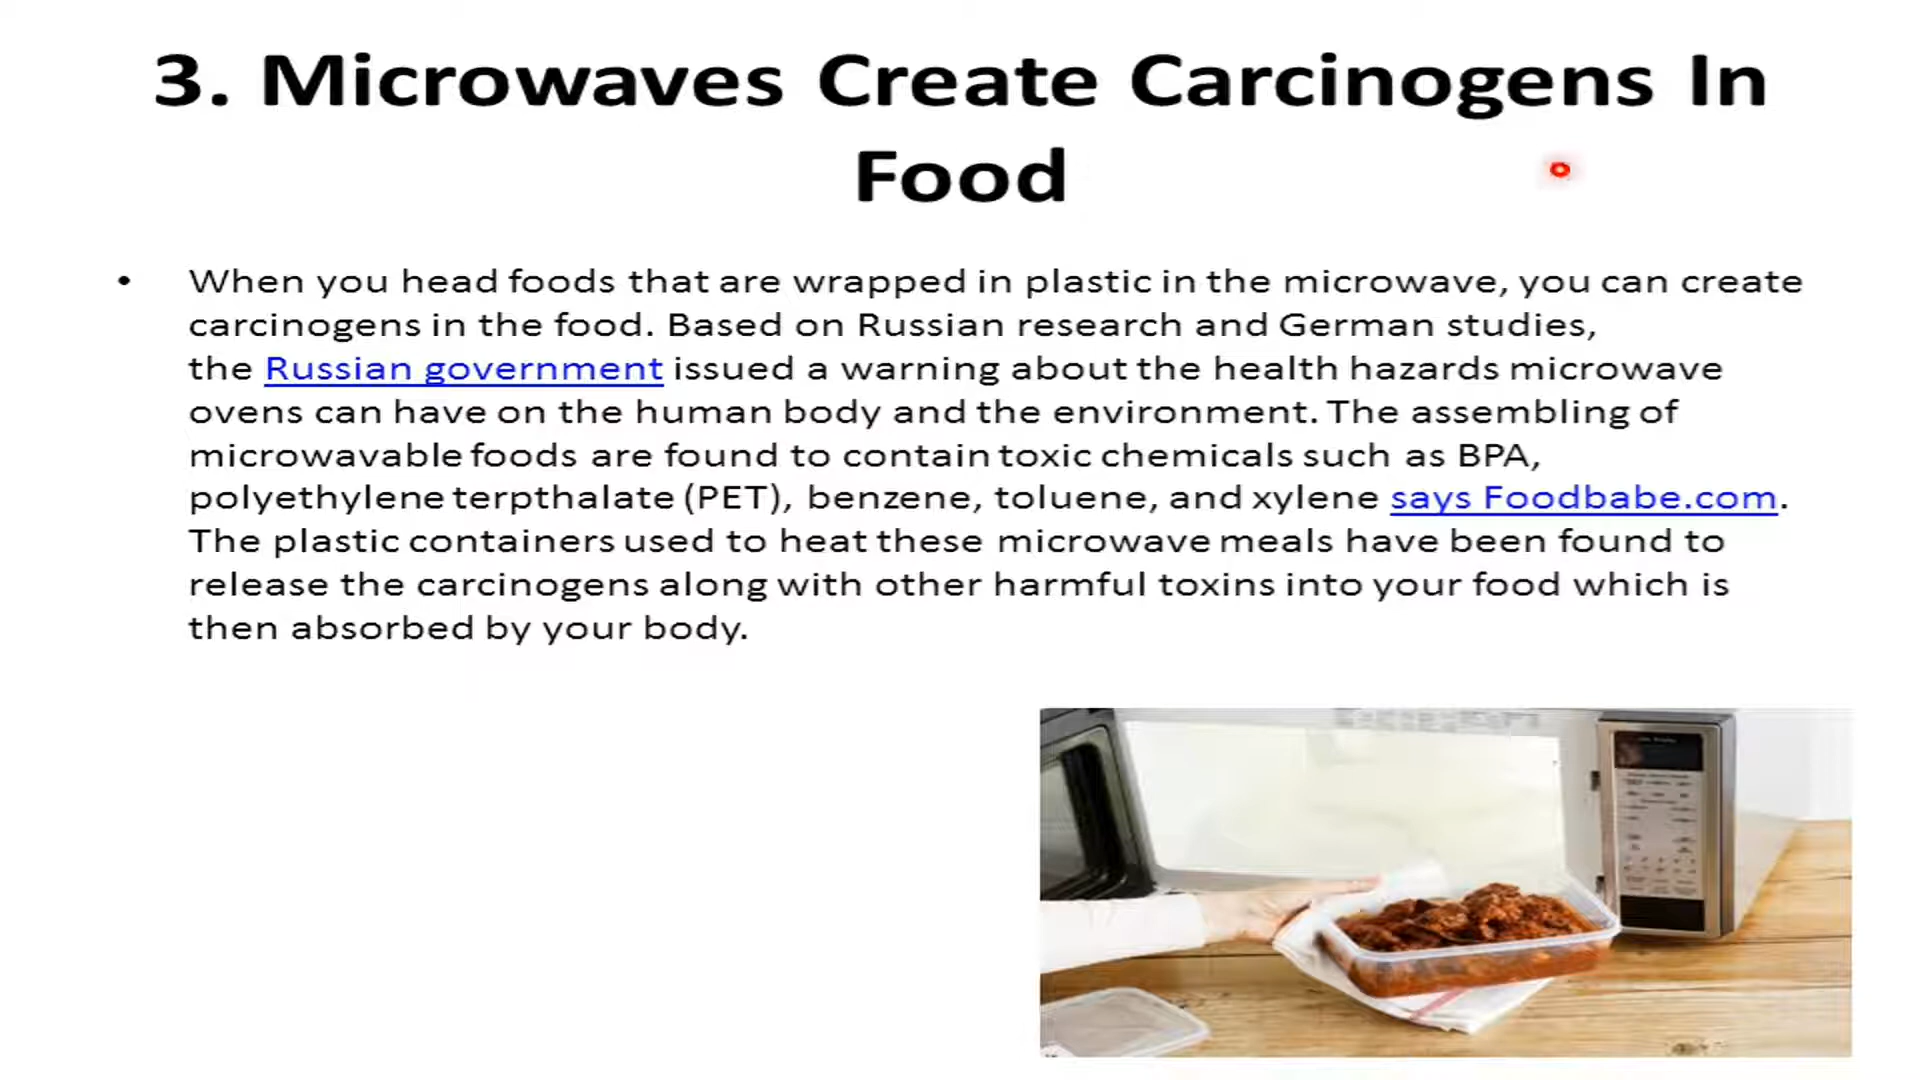 3. Microwaves Create Carcinogens In
Food
• When you head foods that are wrapped in plastic in the microwave, you can create
carcinogens in the food. Based on Russian research and German studies,
the Russian government issued a warning about the health hazards microwave
ovens can have on the human body and the environment. The assembling of
microwavable foods are found to contain toxic chemicals such as BPA,
polyethylene terpthalate (PET), benzene, toluene, and xylene says Foodbabe.com.
The plastic containers used to heat these microwave meals have been found to
release the carcinogens along with other harmful toxins into your food which is
then absorbed by your body.